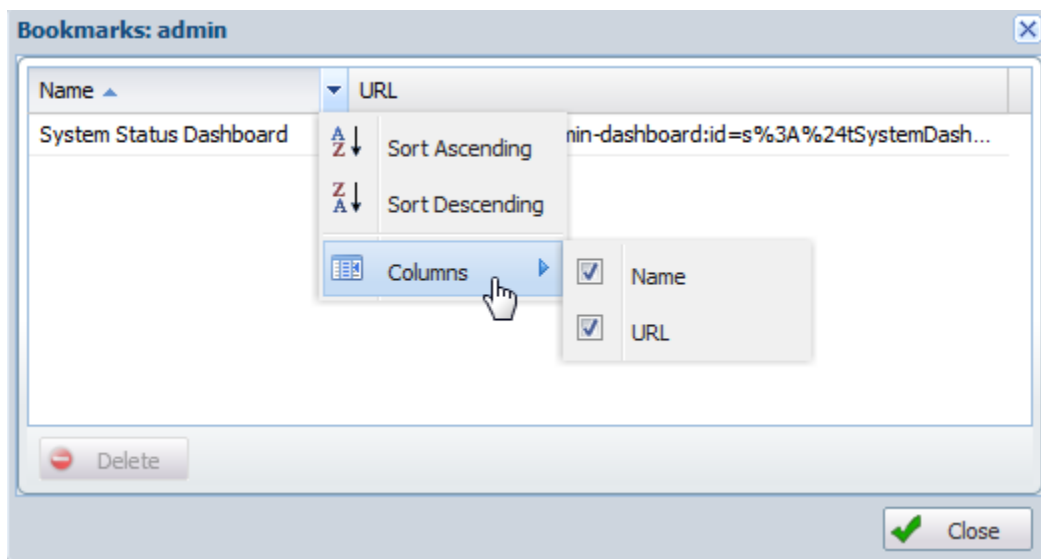 Bookmarks: admin
Name URL
System Status Dashboard min-dashboard:id=s%3A%24tSystemDash...
Sort Ascending
Sort Descending
Columns
Name
URL
Delete
Close